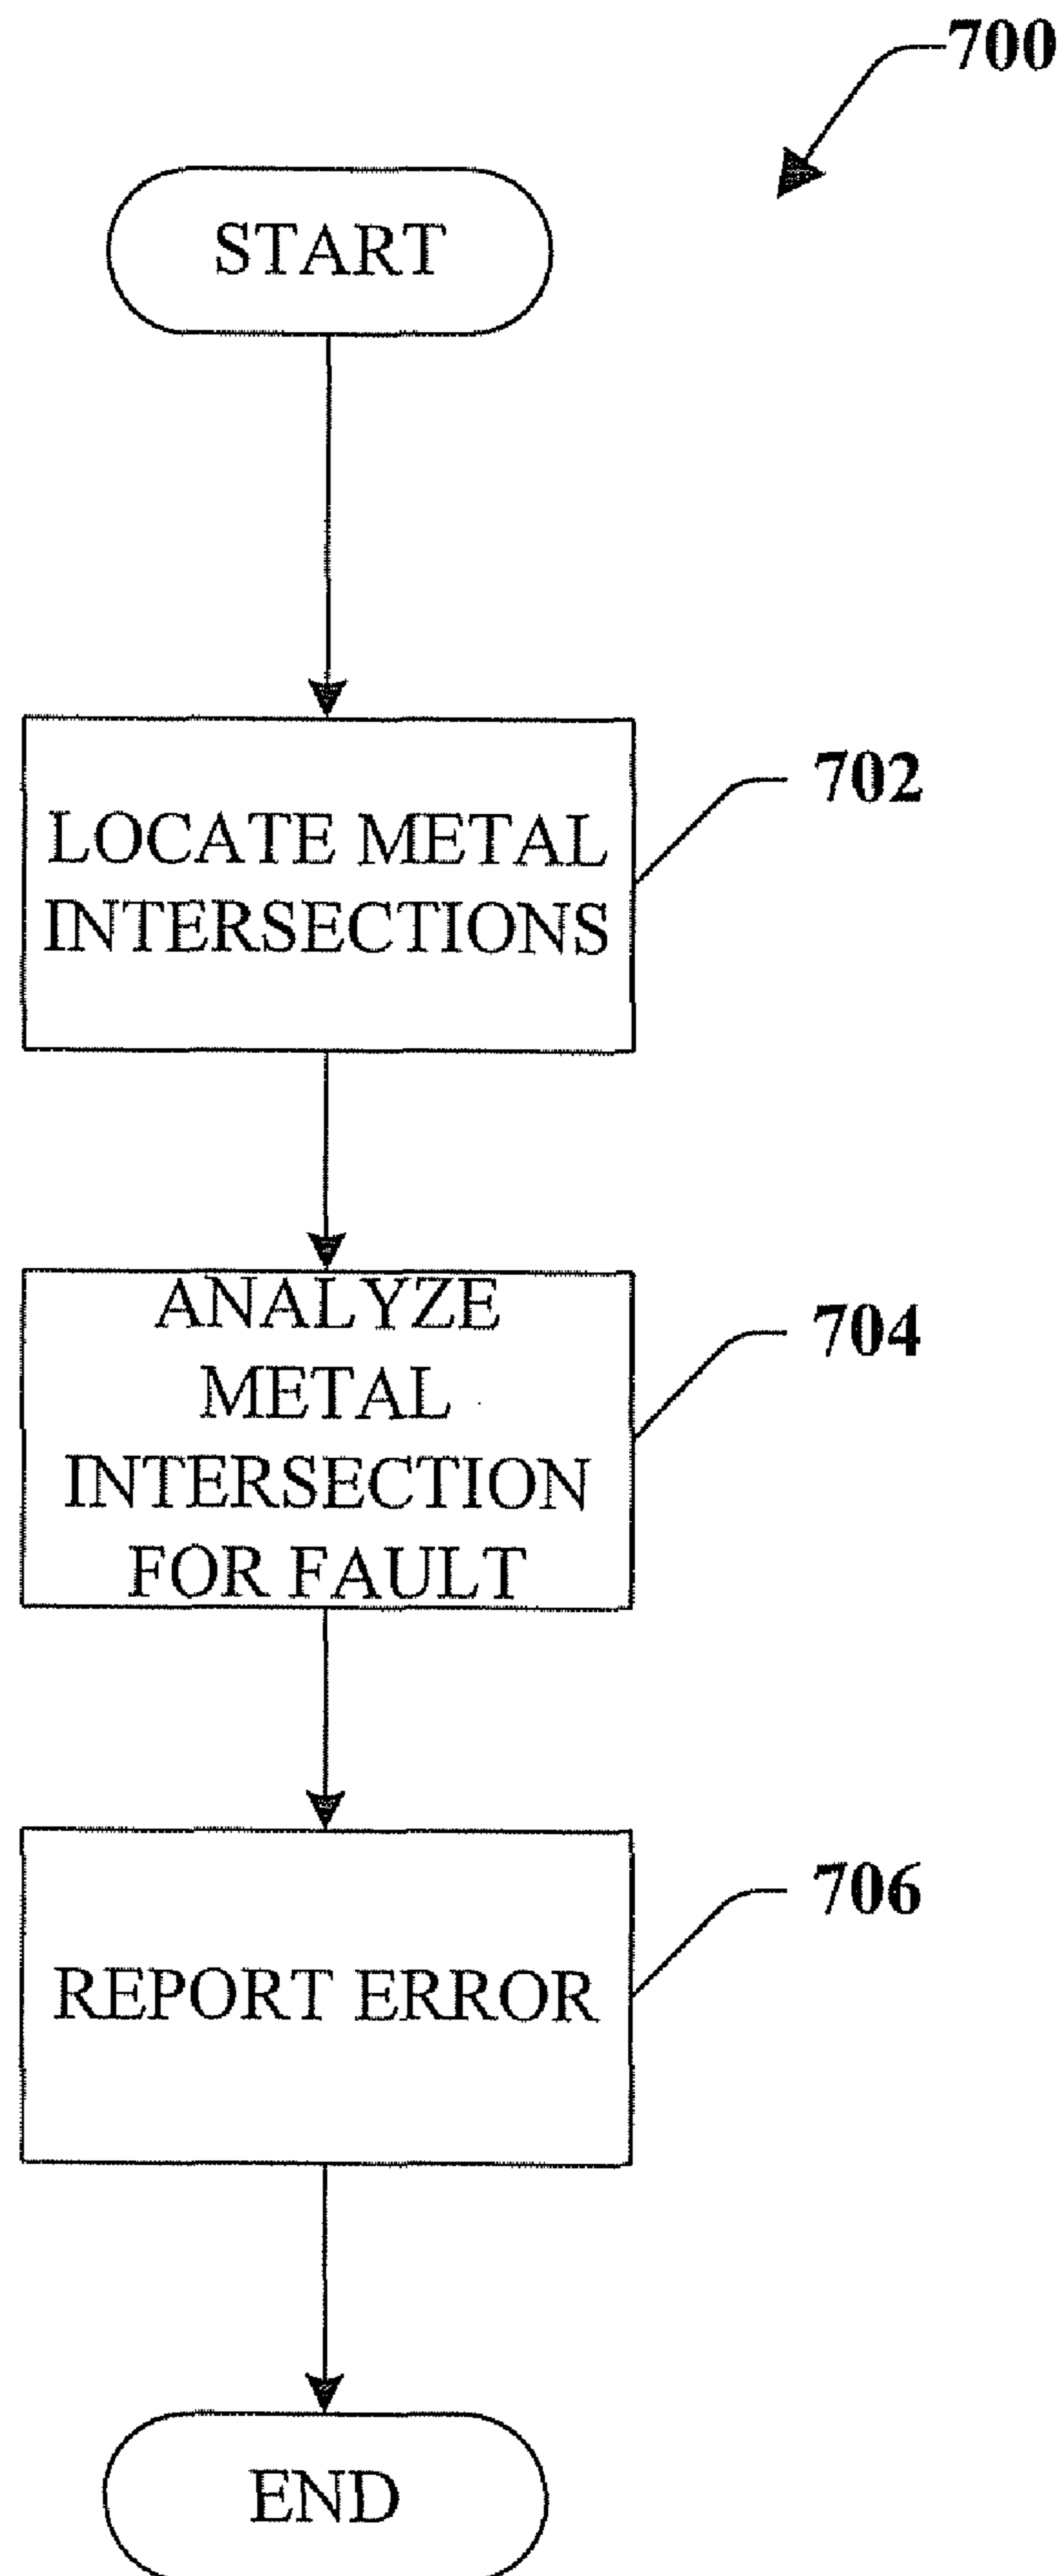 700
START
LOCATE METAL
INTERSECTIONS
702
ANALYZE
METAL
INTERSECTION
FOR FAULT
704
REPORT ERROR
706
END